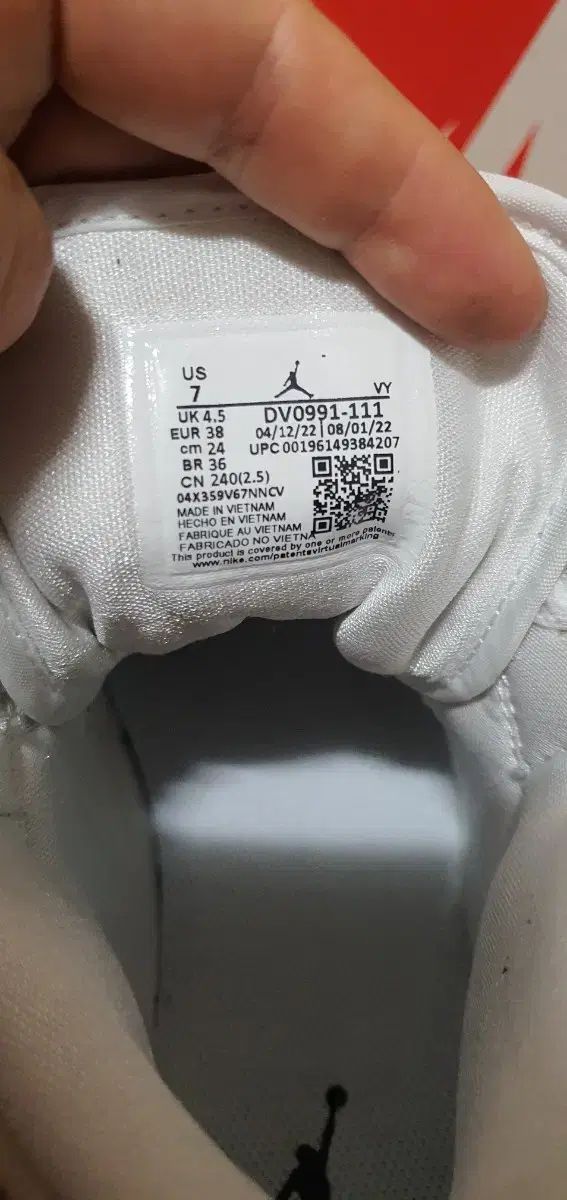 US
7
VY
UK 4.5
DV0991-111
EUR 38
04/12/22|08/01/22
cm 24
UPC 00196149384207
BR 36
CN 240(2.5)
04X359V67NNCV
MADE IN VIETNAM
HECHO EN VIETNAM
FABRIQUE AU VIETNAM
FABRICADO NO VIETNA
This product is covered by one or more patents
www.nike.com/patentsvirtualmarking